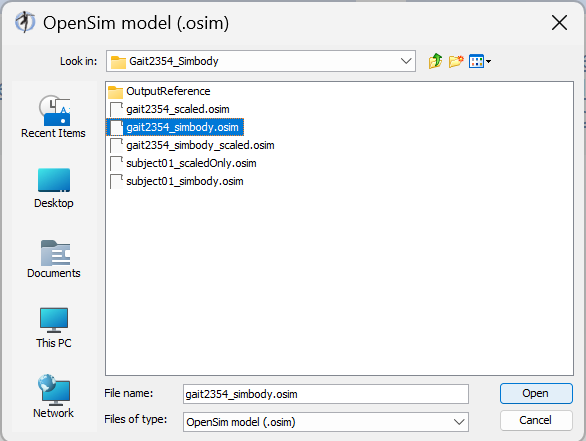 OpenSim model (.osim)
Look in: Gait2354_Simbody
Recent Items
Desktop
Documents
This PC
Network
OutputReference
gait2354_scaled.osim
gait2354_simbody.osim
gait2354_simbody_scaled.osim
subject01_scaledOnly.osim
subject01_simbody.osim
File name: gait2354_simbody.osim Open
Files of type: OpenSim model (.osim) Cancel